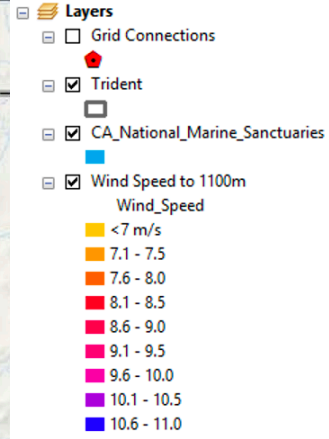 Layers
Grid Connections
Trident
CA_National_Marine_Sanctuaries
Wind Speed to 1100m
Wind_Speed
<7 m/s
7.1 - 7.5
7.6 - 8.0
8.1 - 8.5
8.6 - 9.0
9.1 - 9.5
9.6 - 10.0
10.1 - 10.5
10.6 - 11.0